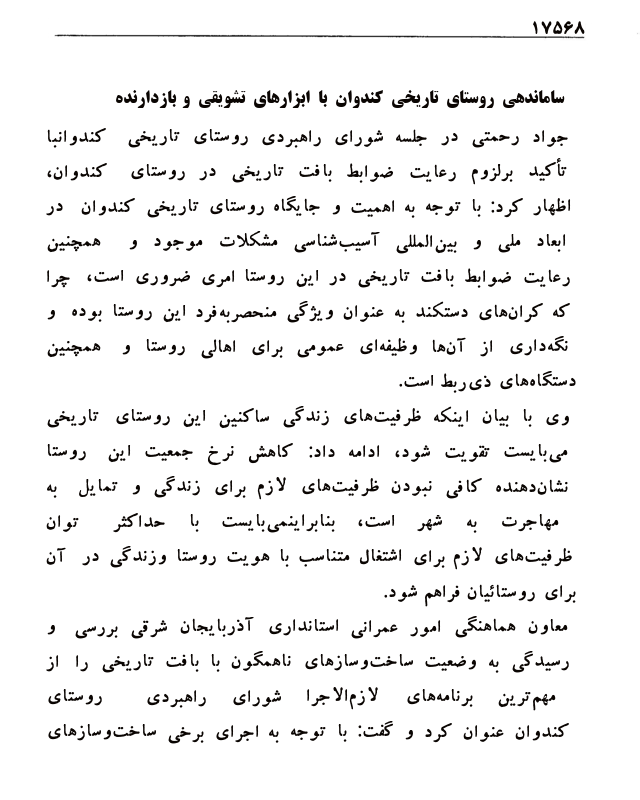 ۱۷۵۶۸
ساماندهی روستای تاریخی کندوان با ابزارهای تشویقی و بازدارنده
جواد رحمتی در جلسه شورای راهبردی روستای تاریخی کندوانبا
تأکید برلزوم رعایت ضوابط بافت تاریخی در روستای کندوان،
اظهار کرد: با توجه به اهمیت و جایگاه روستای تاریخی کندوان در
ابعاد ملی و بین‌المللی آسیب‌شناسی مشکلات موجود و همچنین
رعایت ضوابط بافت تاریخی در این روستا امری ضروری است، چرا
که کران‌های دستکند به عنوان ویژگی منحصربه‌فرد این روستا بوده و
نگه‌داری از آن‌ها وظیفه‌ای عمومی برای اهالی روستا و همچنین
دستگاه‌های ذی‌ربط است.
وی با بیان اینکه ظرفیت‌های زندگی ساکنین این روستای تاریخی
می‌بایست تقویت شود، ادامه داد: کاهش نرخ جمعیت این روستا
نشان‌دهنده کافی نبودن ظرفیت‌های لازم برای زندگی و تمایل به
مهاجرت به شهر است، بنابراینمی‌بایست با حداکثر توان
ظرفیت‌های لازم برای اشتغال متناسب با هویت روستا وزندگی در آن
برای روستائیان فراهم شود.
معاون هماهنگی امور عمرانی استانداری آذربایجان شرقی بررسی و
رسیدگی به وضعیت ساخت‌وسازهای ناهمگون با بافت تاریخی را از
مهم‌ترین برنامه‌های لازم‌الاجرا شورای راهبردی روستای
کندوان عنوان کرد و گفت: با توجه به اجرای برخی ساخت‌وسازهای